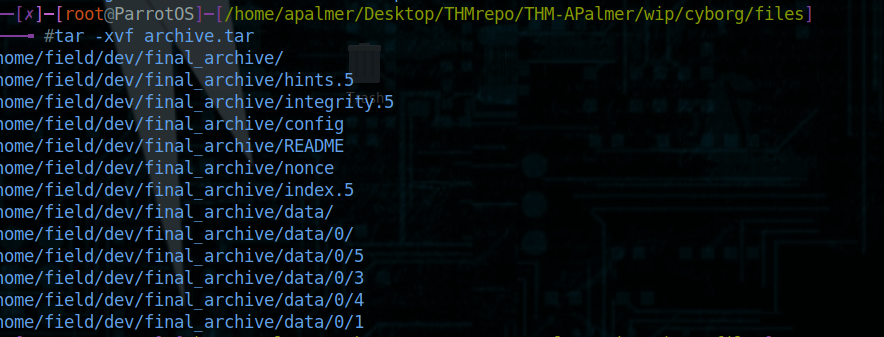 ─[✗]─[root@ParrotOS]─[/home/apalmer/Desktop/THMrepo/THM-APalmer/wip/cyborg/files]
──╼ #tar -xvf archive.tar
home/field/dev/final_archive/
home/field/dev/final_archive/hints.5
home/field/dev/final_archive/integrity.5
home/field/dev/final_archive/config
home/field/dev/final_archive/README
home/field/dev/final_archive/nonce
home/field/dev/final_archive/index.5
home/field/dev/final_archive/data/
home/field/dev/final_archive/data/0/
home/field/dev/final_archive/data/0/5
home/field/dev/final_archive/data/0/3
home/field/dev/final_archive/data/0/4
home/field/dev/final_archive/data/0/1
Trash